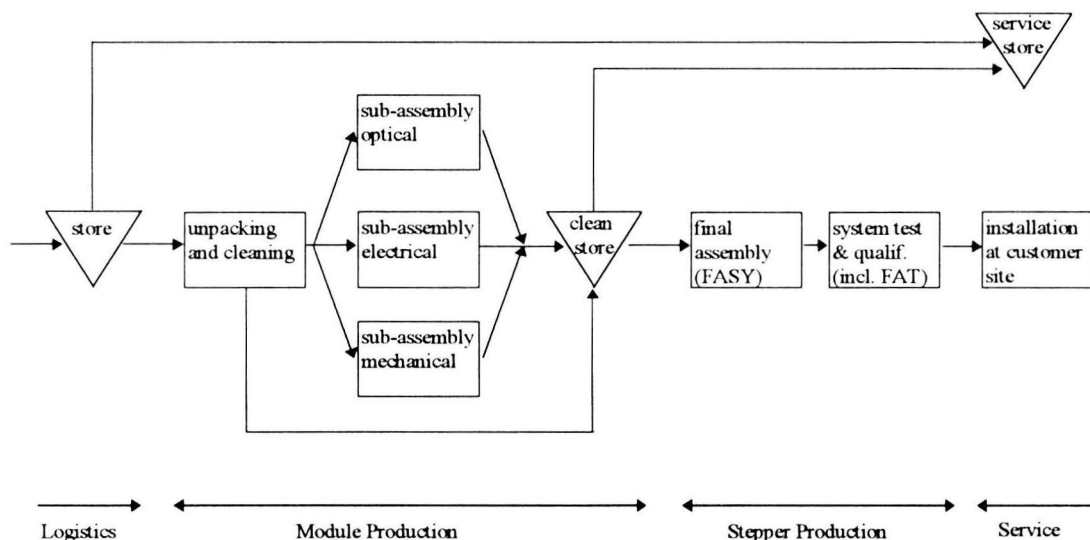 service
store
sub-assembly
optical
store
unpacking
and cleaning
sub-assembly
electrical
clean
store
final
assembly
(FASY)
system test
& qualif.
(incl. FAT)
installation
at customer
site
sub-assembly
mechanical
Logistics
Module Production
Stepper Production
Service